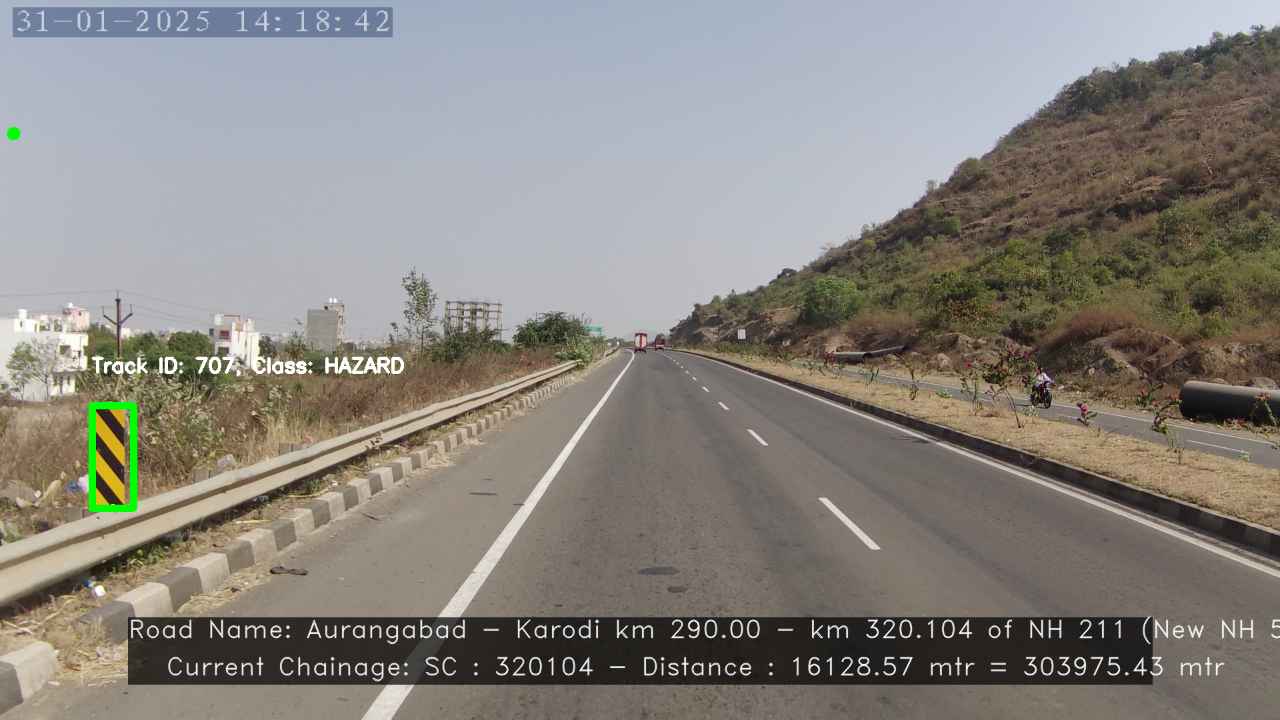 31-01-2025 14:18:42
Track ID: 707, Class: HAZARD
Road Name: Aurangabad - Karodi km 290.00 - km 320.104 of NH 211 (New NH 5
Current Chainage: SC : 320104 - Distance : 16128.57 mtr = 303975.43 mtr